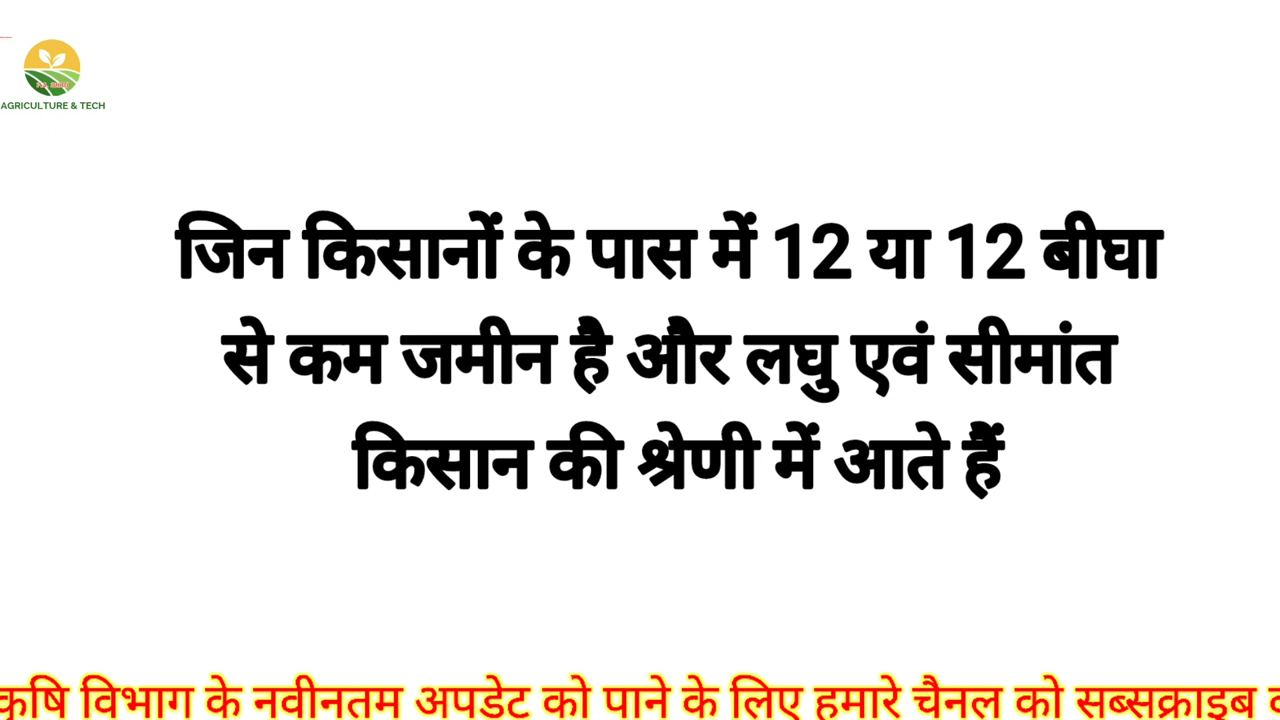 AGRICULTURE & TECH
जिन किसानों के पास में 12 या 12 बीघा
से कम जमीन है और लघु एवं सीमांत
किसान की श्रेणी में आते हैं
कृषि विभाग के नवीनतम अपडेट को पाने के लिए हमारे चैनल को सब्सक्राइब